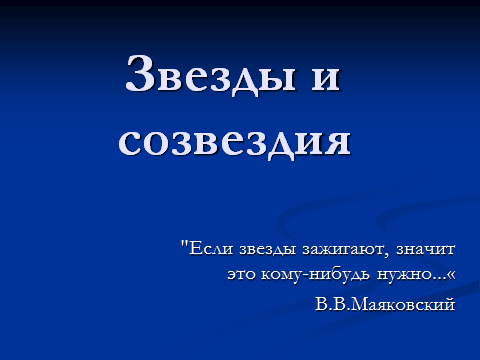 Звезды и
созвездия
"Если звезды зажигают, значит
это кому-нибудь нужно...«
В.В.Маяковский